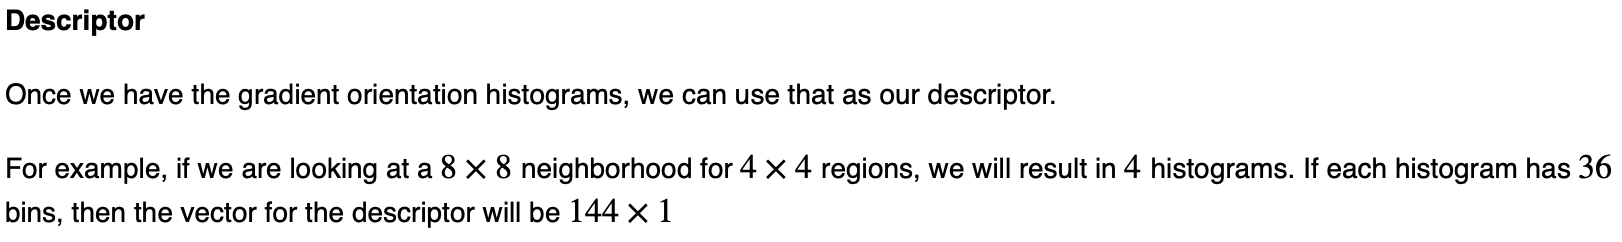 Descriptor
Once we have the gradient orientation histograms, we can use that as our descriptor.
For example, if we are looking at a 8 × 8 neighborhood for 4 × 4 regions, we will result in 4 histograms. If each histogram has 36
bins, then the vector for the descriptor will be 144 × 1